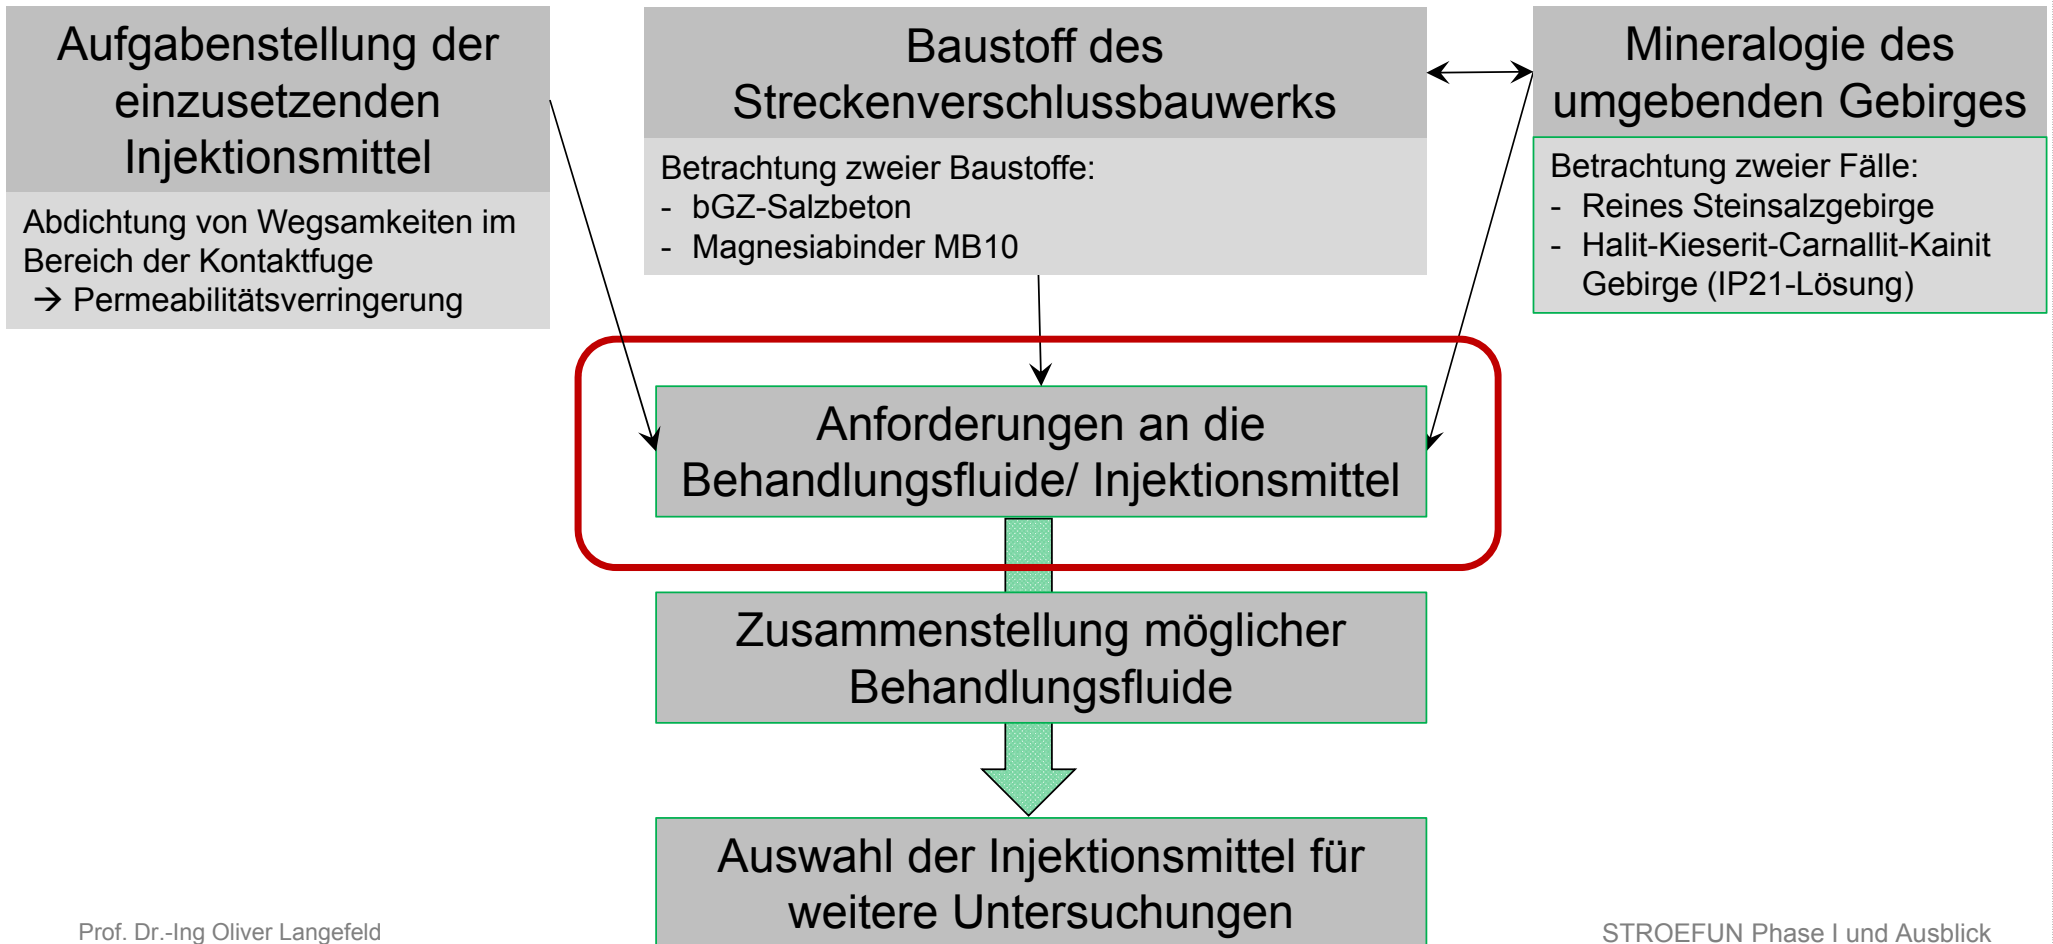 Aufgabenstellung der
einzusetzenden
Injektionsmittel
Abdichtung von Wegsamkeiten im
Bereich der Kontaktfuge
→ Permeabilitätsverringerung
Baustoff des
Streckenverschlussbauwerks
Betrachtung zweier Baustoffe:
- bGZ-Salzbeton
- Magnesiabinder MB10
Mineralogie des
umgebenden Gebirges
Betrachtung zweier Fälle:
- Reines Steinsalzgebirge
- Halit-Kieserit-Carnallit-Kainit
Gebirge (IP21-Lösung)
Anforderungen an die
Behandlungsfluide/ Injektionsmittel
Zusammenstellung möglicher
Behandlungsfluide
Auswahl der Injektionsmittel für
weitere Untersuchungen
Prof. Dr.-Ing Oliver Langefeld
STROEFUN Phase I und Ausblick